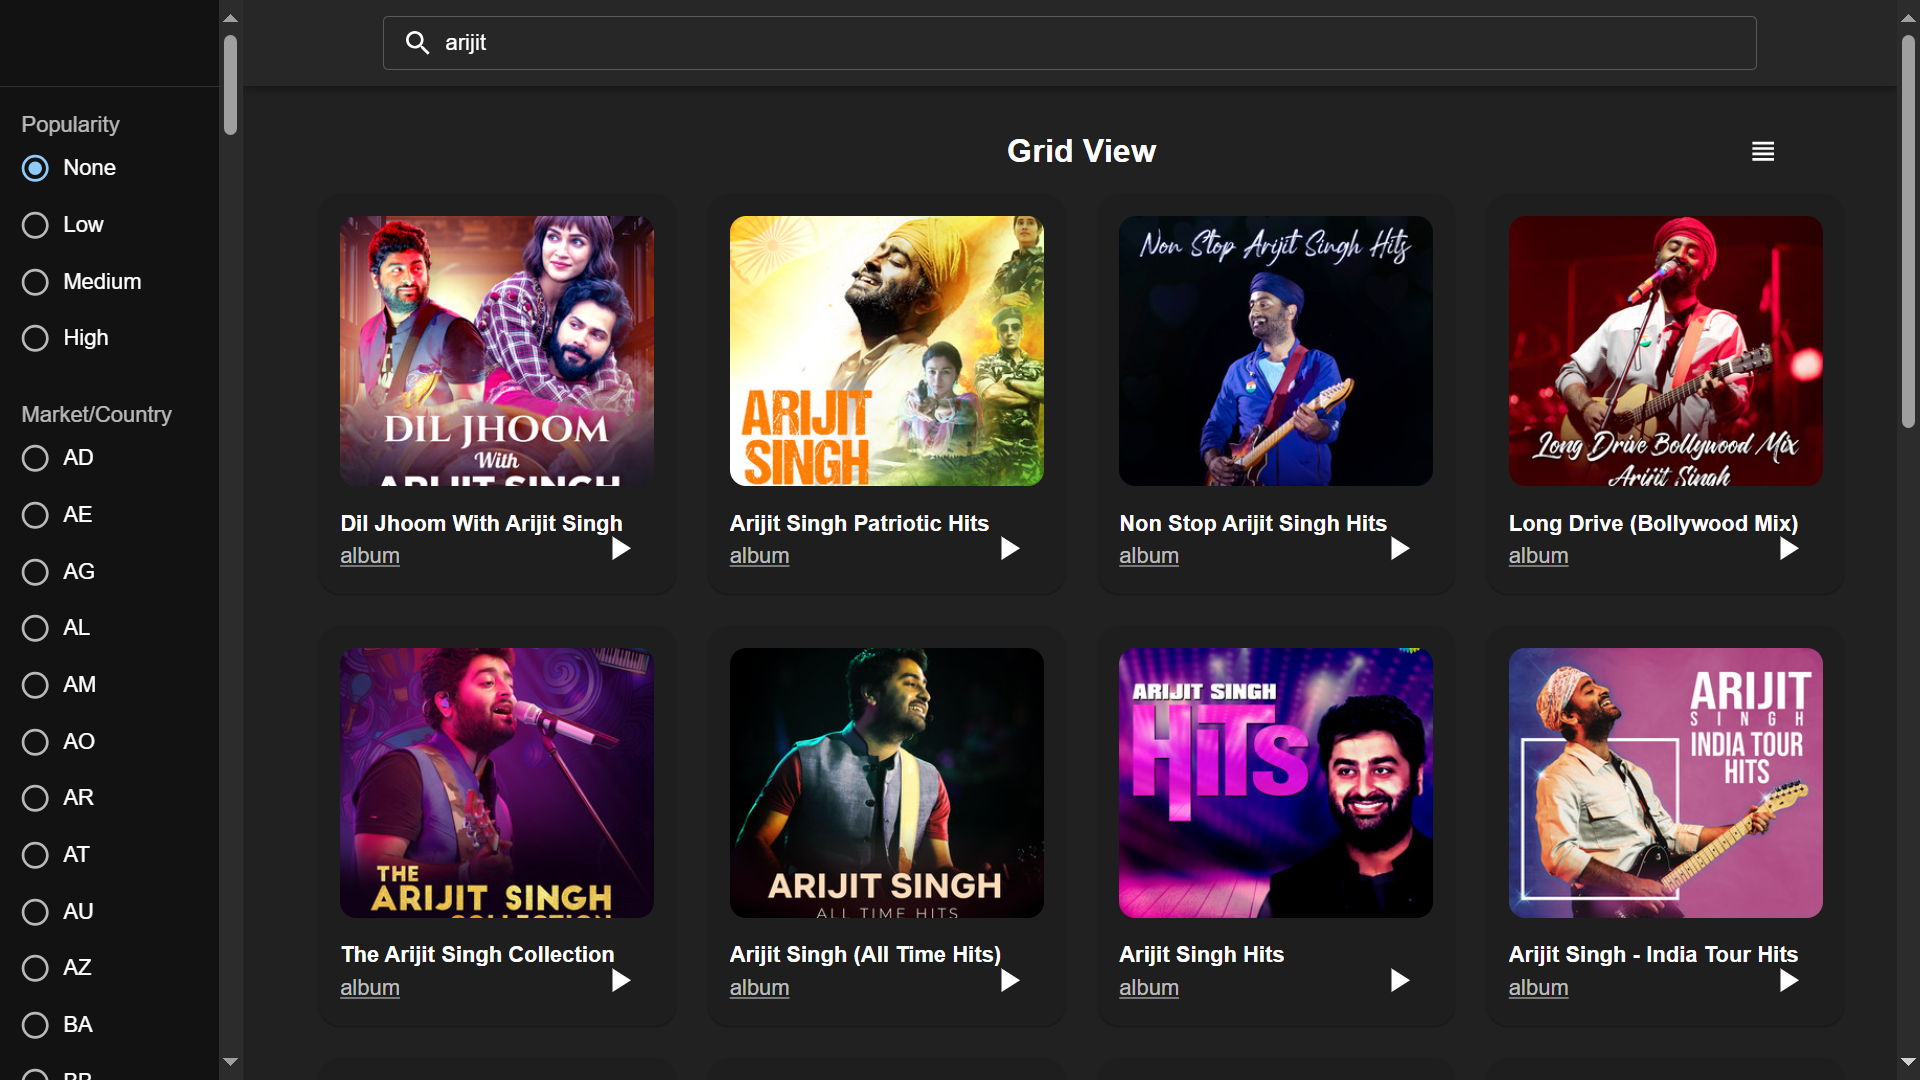 arijit
Popularity
None
Low
Medium
High
Market/Country
AD
AE
AG
AL
AM
AO
AR
AT
AU
AZ
BA
Grid View
DIL JHOOM
With
ARIJIT SINGH
Dil Jhoom With Arijit Singh
album
ARIJIT
SINGH
Arijit Singh Patriotic Hits
album
Non Stop Arijit Singh Hits
Non Stop Arijit Singh Hits
album
Long Drive Bollywood Mix
Arijit Singh
Long Drive (Bollywood Mix)
album
THE
ARIJIT SINGH
COLLECTION
The Arijit Singh Collection
album
ARIJIT SINGH
ALL TIME HITS
Arijit Singh (All Time Hits)
album
ARIJIT SINGH
HiTS
Arijit Singh Hits
album
ARIJIT
SINGH
INDIA TOUR
HITS
Arijit Singh - India Tour Hits
album